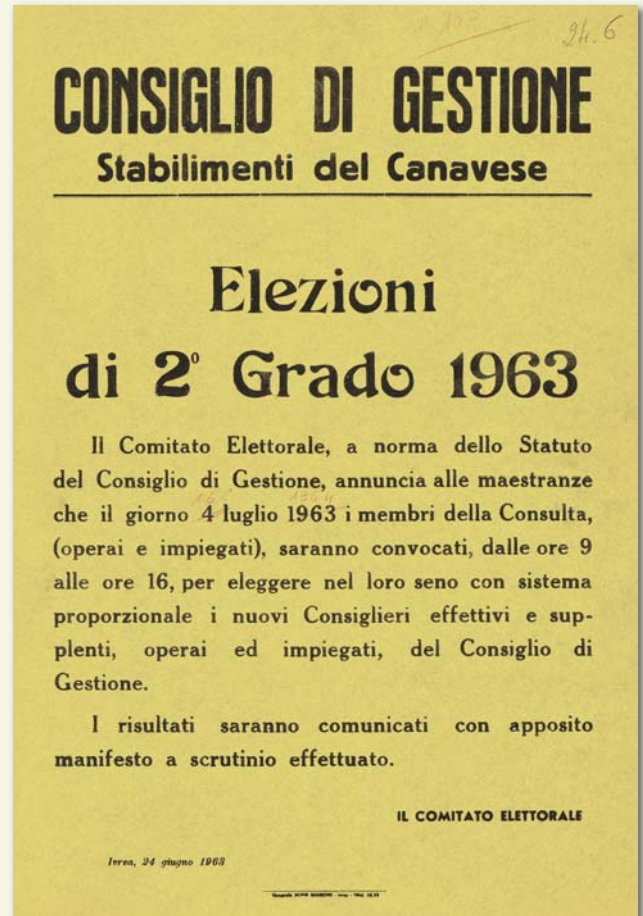 24.6
CONSIGLIO DI GESTIONE
Stabilimenti del Canavese
Elezioni
di 2° Grado 1963
Il Comitato Elettorale, a norma dello Statuto
del Consiglio di Gestione, annuncia alle maestranze
che il giorno 4 luglio 1963 i membri della Consulta,
(operai e impiegati), saranno convocati, dalle ore 9
alle ore 16, per eleggere nel loro seno con sistema
proporzionale i nuovi Consiglieri effettivi e sup-
plenti, operai ed impiegati, del Consiglio di
Gestione.
I risultati saranno comunicati con apposito
manifesto a scrutinio effettuato.
IL COMITATO ELETTORALE
Ivrea, 24 giugno 1963